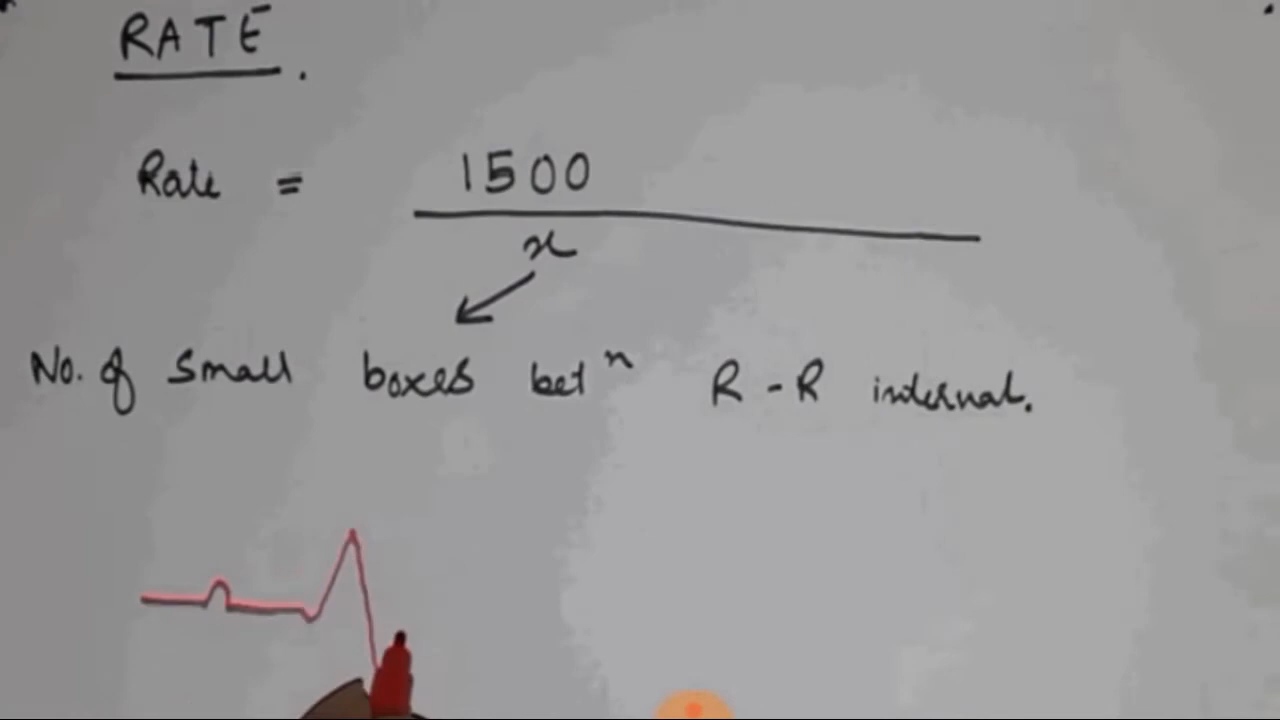 RATE.
Rate = 1500
x
No. of small boxes betⁿ R-R interval.